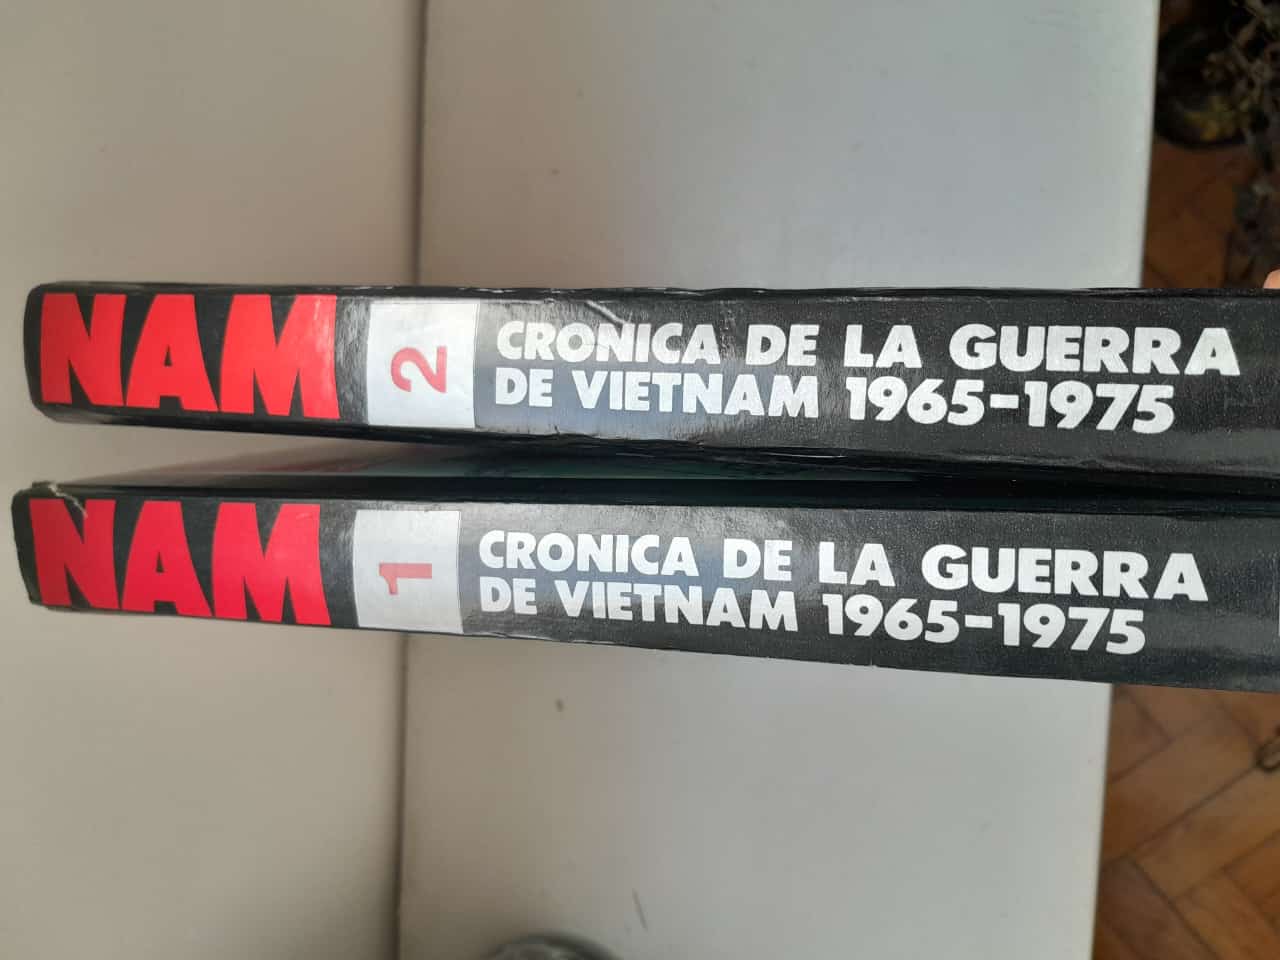 NAM
2
CRONICA DE LA GUERRA
DE VIETNAM 1965-1975
NAM
1
CRONICA DE LA GUERRA
DE VIETNAM 1965-1975